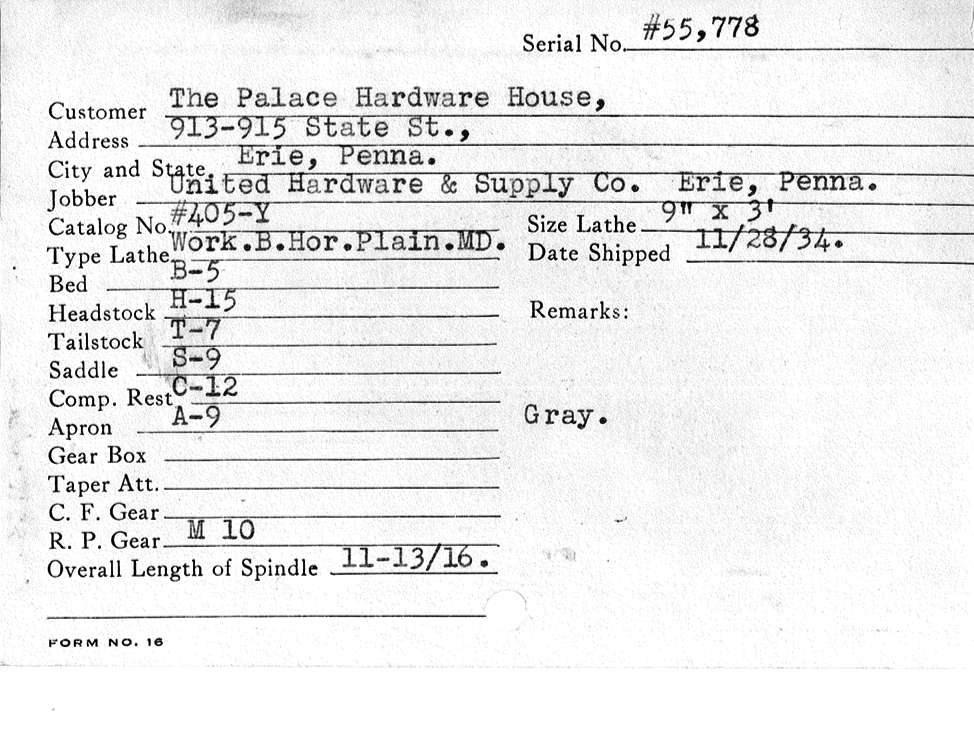 Serial No. #55,778
Customer The Palace Hardware House,
Address 913-915 State St.,
City and State Erie, Penna.
Jobber United Hardware & Supply Co. Erie, Penna.
Catalog No. #405-Y Size Lathe 9" x 3'
Type Lathe Work.B.Hor.Plain.MD. Date Shipped 11/28/34.
Bed B-5
Headstock H-15 Remarks:
Tailstock T-7
Saddle S-9
Comp. Rest C-12
Apron A-9 Gray.
Gear Box
Taper Att.
C. F. Gear
R. P. Gear M 10
Overall Length of Spindle 11-13/16.
FORM NO. 16